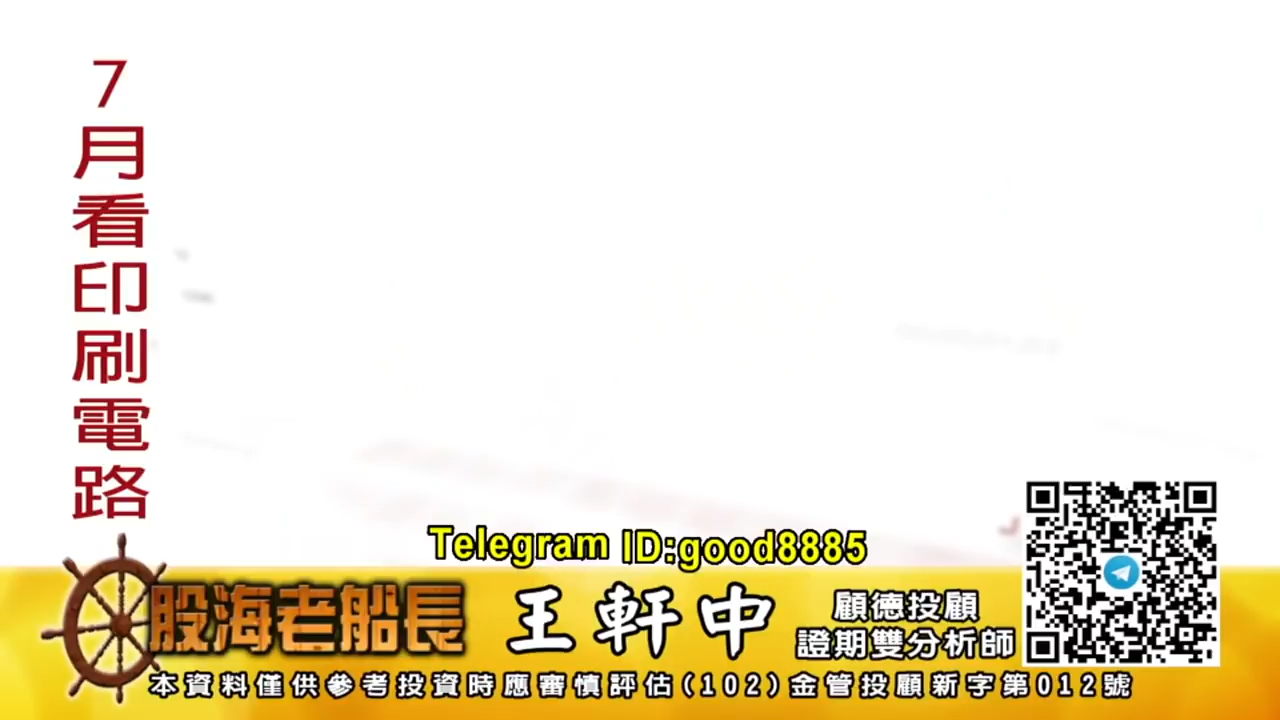 7月看印刷電路
Telegram ID:good8885
股海老船長
王軒中
顧德投顧
證期雙分析師
本資料僅供參考投資時應審慎評估(102)金管投顧新字第012號